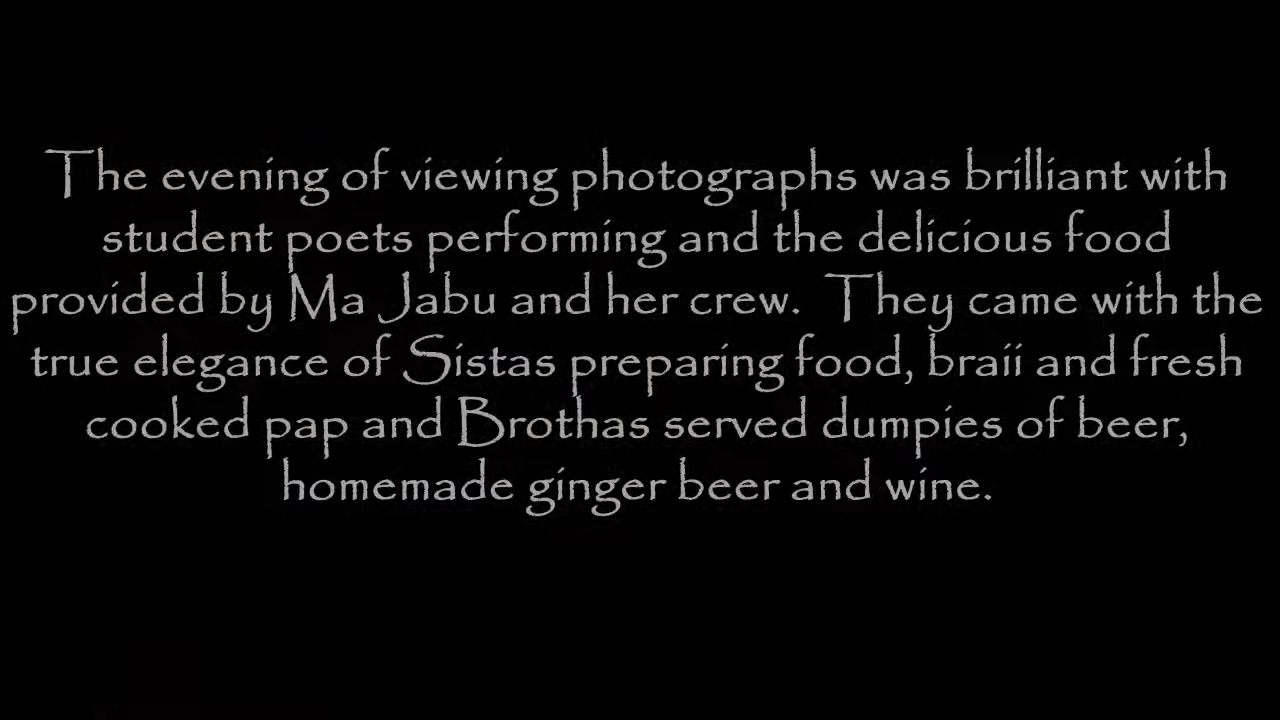 The evening of viewing photographs was brilliant with
student poets performing and the delicious food
provided by Ma Jabu and her crew.  They came with the
true elegance of Sistas preparing food, braii and fresh
cooked pap and Brothas served dumpies of beer,
homemade ginger beer and wine.